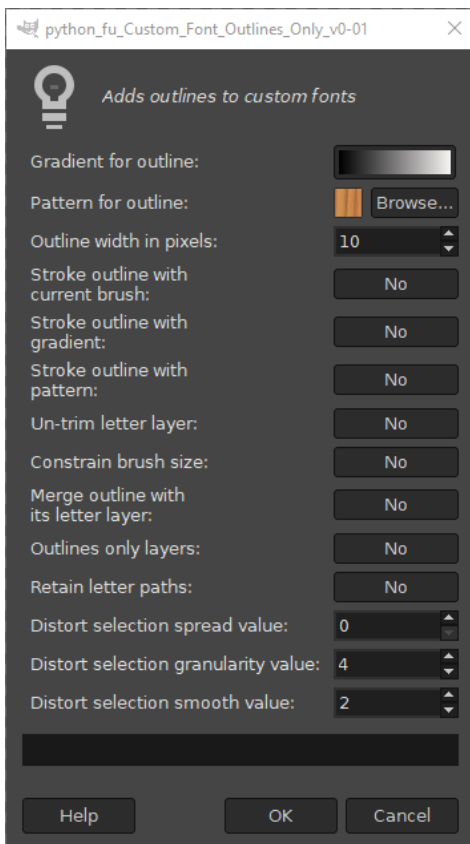 python_fu_Custom_Font_Outlines_Only_v0-01
Adds outlines to custom fonts
Gradient for outline:
Pattern for outline: Browse...
Outline width in pixels: 10
Stroke outline with
current brush: No
Stroke outline with
gradient: No
Stroke outline with
pattern: No
Un-trim letter layer: No
Constrain brush size: No
Merge outline with
its letter layer: No
Outlines only layers: No
Retain letter paths: No
Distort selection spread value: 0
Distort selection granularity value: 4
Distort selection smooth value: 2
Help OK Cancel